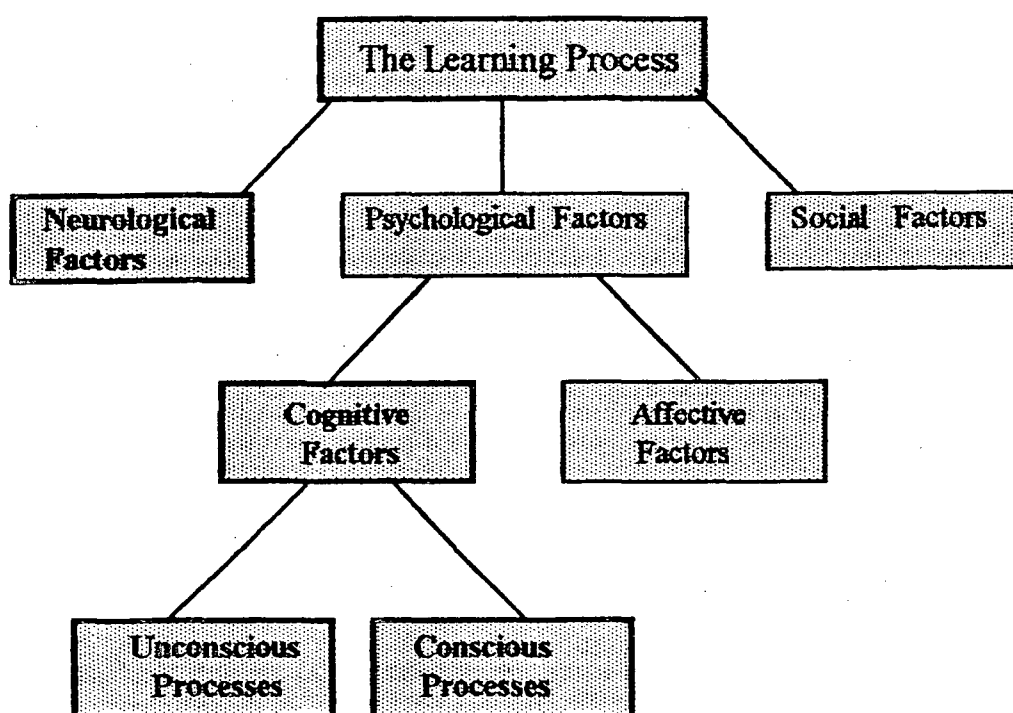 The Learning Process
Neurological
Factors
Psychological Factors
Social Factors
Cognitive
Factors
Affective
Factors
Unconscious
Processes
Conscious
Processes